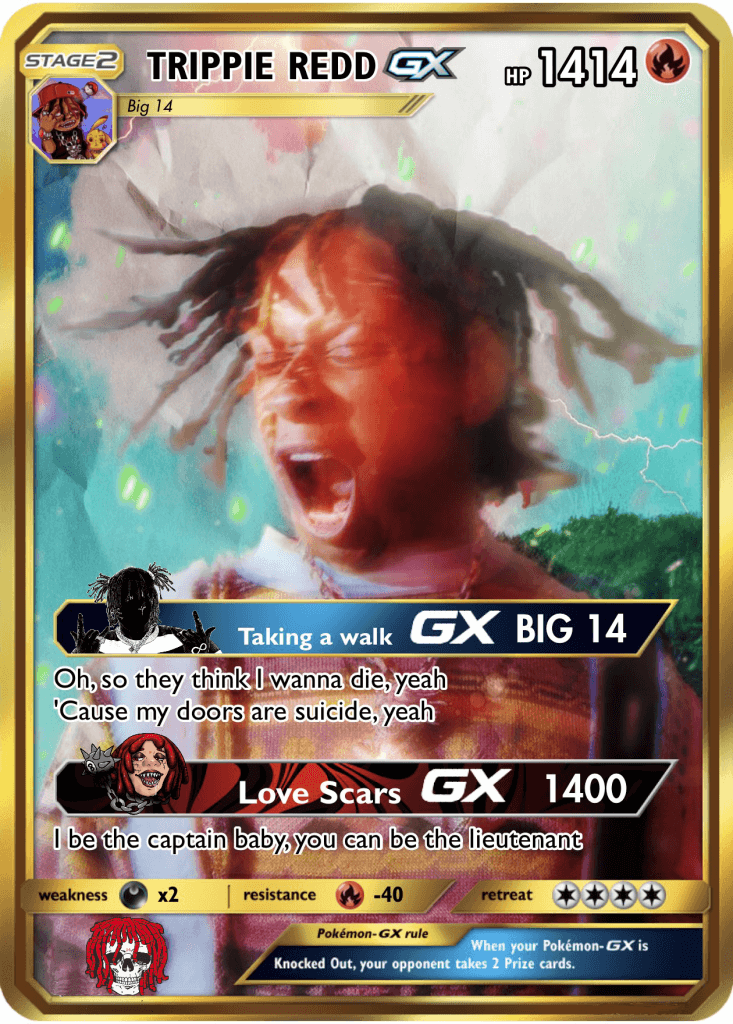 STAGE2
TRIPPIE REDD GX
HP 1414
Big 14
Taking a walk GX BIG 14
Oh, so they think I wanna die, yeah
'Cause my doors are suicide, yeah
Love Scars GX 1400
I be the captain baby, you can be the lieutenant
weakness x2 resistance -40 retreat
Pokémon-GX rule
When your Pokémon-GX is
Knocked Out, your opponent takes 2 Prize cards.